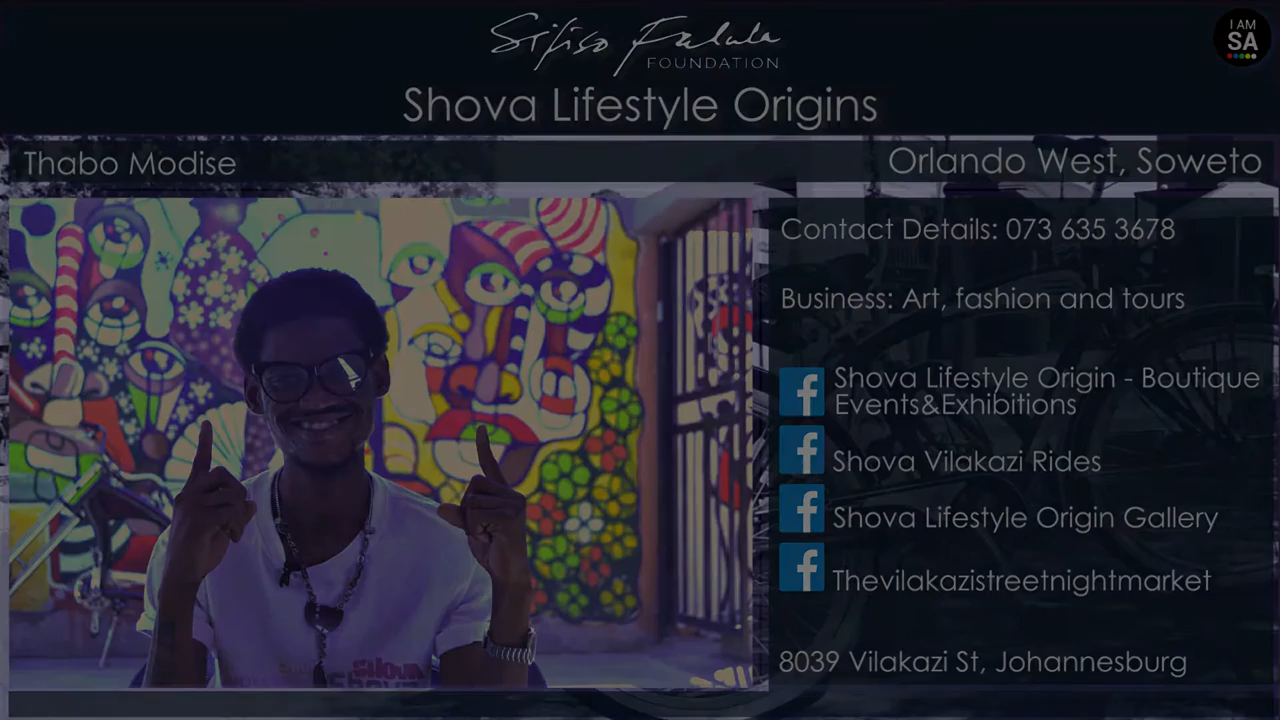 Sifiso Falala
FOUNDATION
I AM
SA
Shova Lifestyle Origins
Thabo Modise
Orlando West, Soweto
Contact Details: 073 635 3678
Business: Art, fashion and tours
Shova Lifestyle Origin - Boutique
Events&Exhibitions
Shova Vilakazi Rides
Shova Lifestyle Origin Gallery
Thevilakazistreetnightmarket
8039 Vilakazi St, Johannesburg